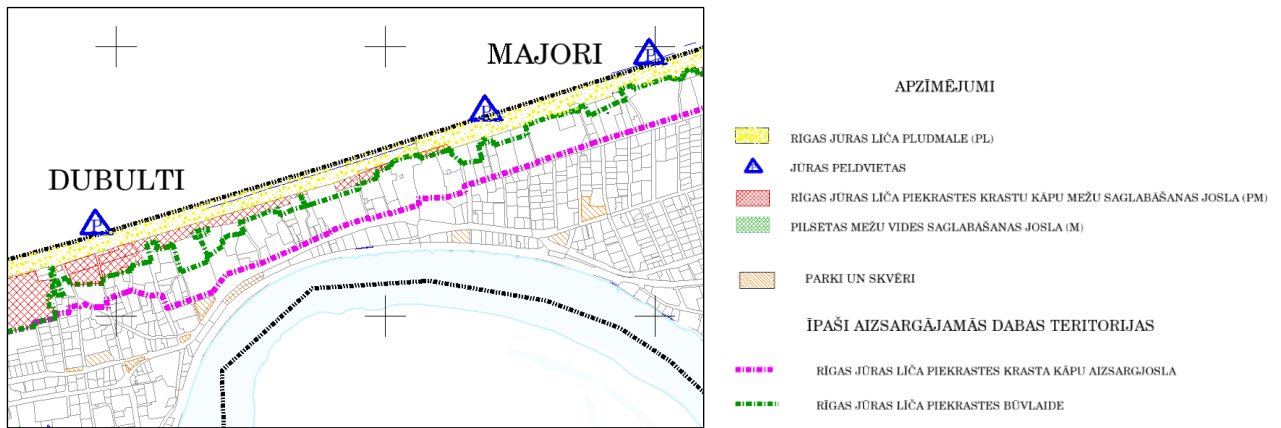 MAJORI
P
P
DUBULTI
P
APZĪMĒJUMI
RĪGAS JŪRAS LĪČA PLUDMALE (PL)
P JŪRAS PELDVIETAS
RĪGAS JŪRAS LĪČA PIEKRASTES KRASTU KĀPU MEŽU SAGLABĀŠANAS JOSLA (PM)
PILSĒTAS MEŽU VIDES SAGLABĀŠANAS JOSLA (M)
PARKI UN SKVĒRI
ĪPAŠI AIZSARGĀJAMĀS DABAS TERITORIJAS
RĪGAS JŪRAS LĪČA PIEKRASTES KRASTA KĀPU AIZSARGJOSLA
RĪGAS JŪRAS LĪČA PIEKRASTES BŪVLAIDE